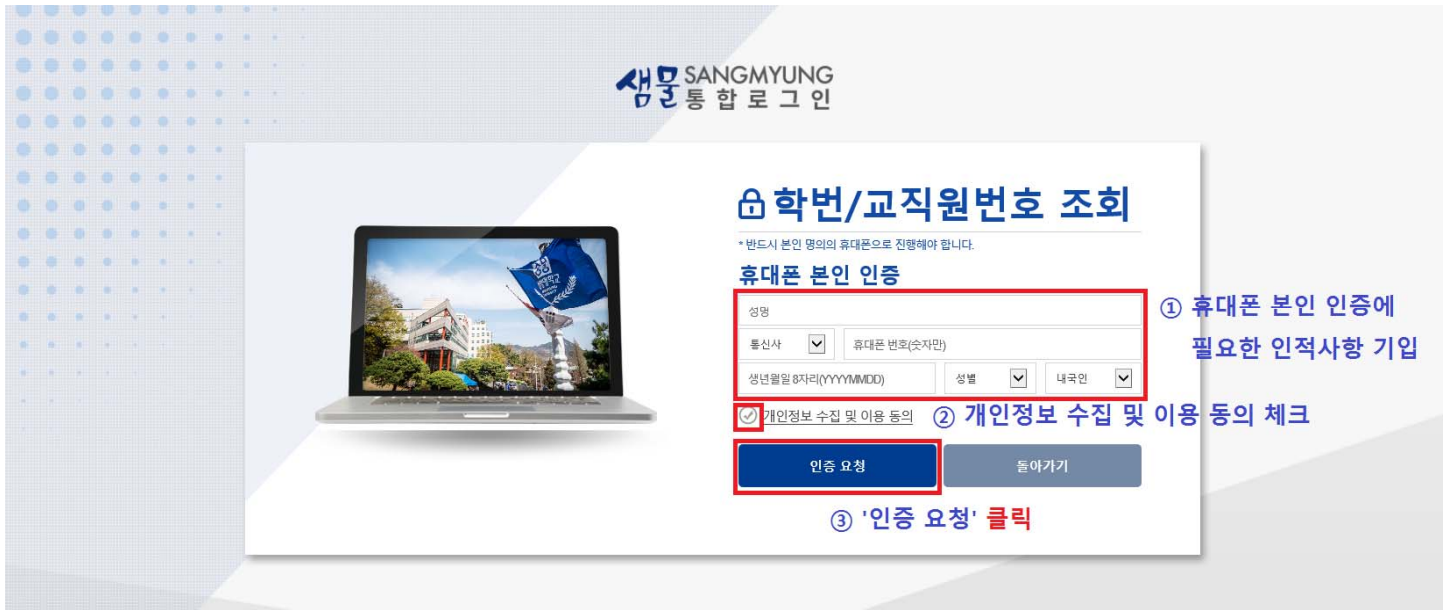 샘물 SANGMYUNG
통합로그인
학번/교직원번호 조회
* 반드시 본인 명의의 휴대폰으로 진행해야 합니다.
휴대폰 본인 인증
성명
통신사 휴대폰 번호(숫자만)
생년월일 8자리(YYYYMMDD) 성별 내국인
① 휴대폰 본인 인증에
필요한 인적사항 기입
개인정보 수집 및 이용 동의 ② 개인정보 수집 및 이용 동의 체크
인증 요청 돌아가기
③ '인증 요청' 클릭